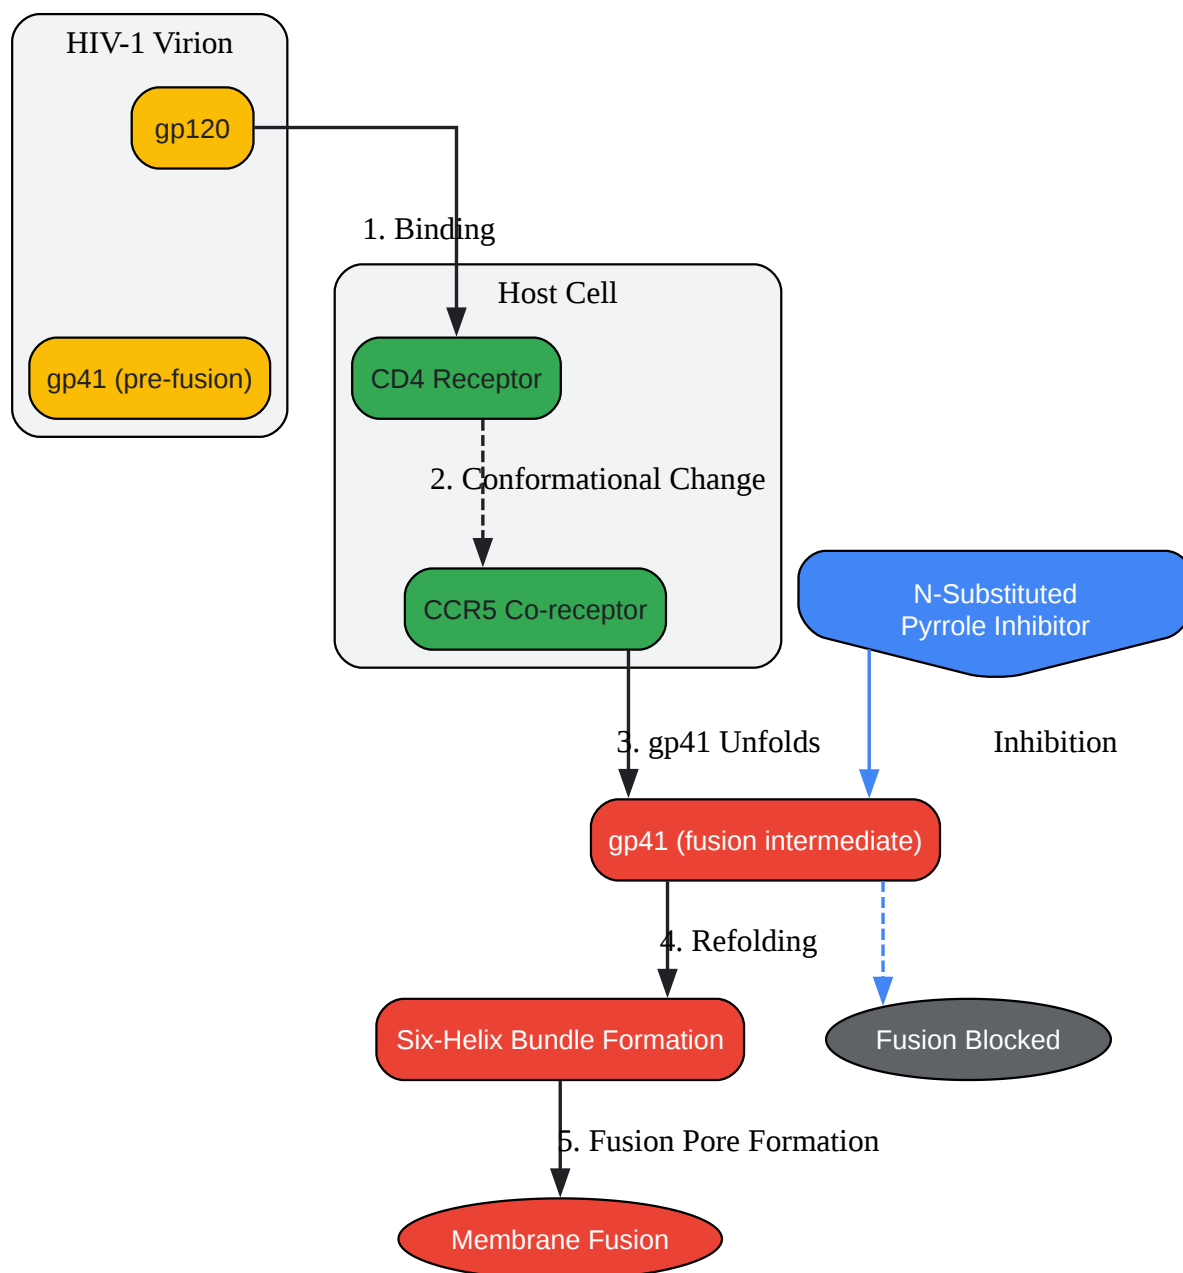 HIV-1 Virion
gp120
1. Binding
Host Cell
gp41 (pre-fusion)
CD4 Receptor
2. Conformational Change
CCR5 Co-receptor
N-Substituted
Pyrrole Inhibitor
3. gp41 Unfolds
Inhibition
gp41 (fusion intermediate)
4. Refolding
Six-Helix Bundle Formation
Fusion Blocked
5. Fusion Pore Formation
Membrane Fusion